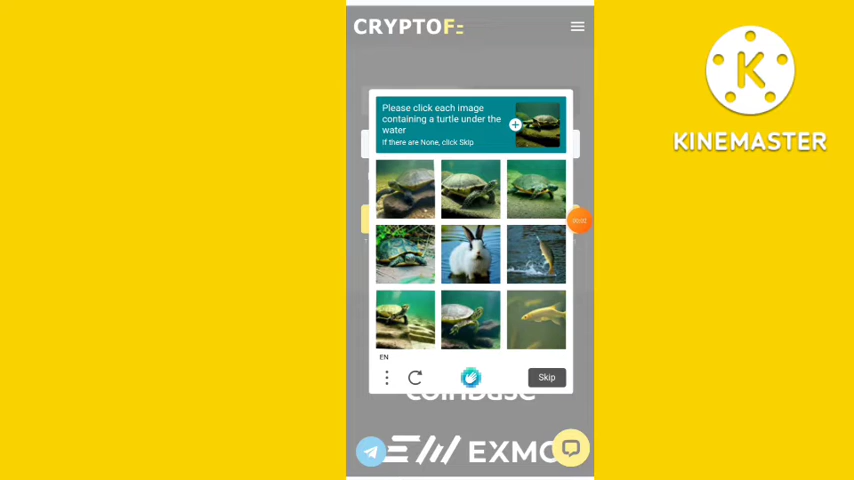 CRYPTOF
Please click each image
containing a turtle under the
water
If there are None, click Skip
EN
Skip
coinbase
EXMO
KINEMASTER